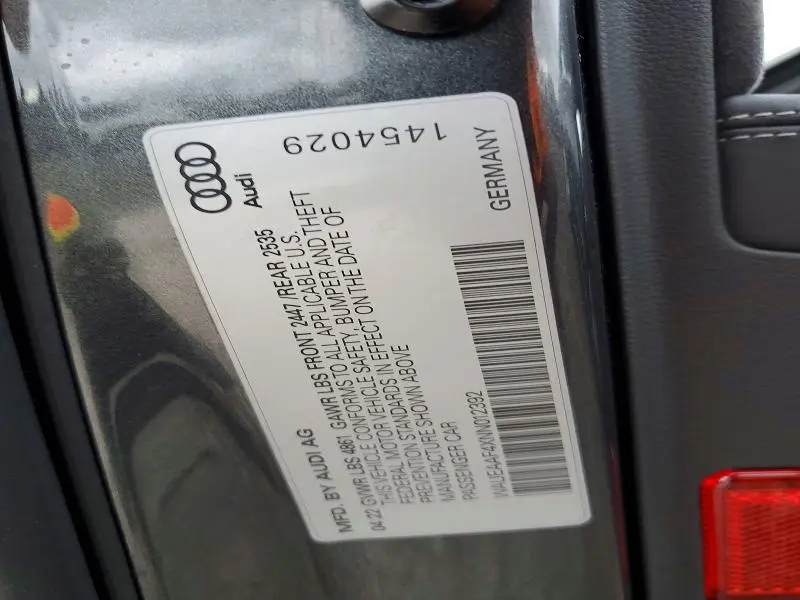 Audi
1454029
MFD. BY AUDI AG
04.22 GVWR LBS 4861 GAWR LBS FRONT 2447 /REAR 2535
THIS VEHICLE CONFORMS TO ALL APPLICABLE U.S.
FEDERAL MOTOR VEHICLE SAFETY, BUMPER AND THEFT
PREVENTION STANDARDS IN EFFECT ON THE DATE OF
MANUFACTURE SHOWN ABOVE
PASSENGER CAR
WAUEAAF4XNN012392
GERMANY